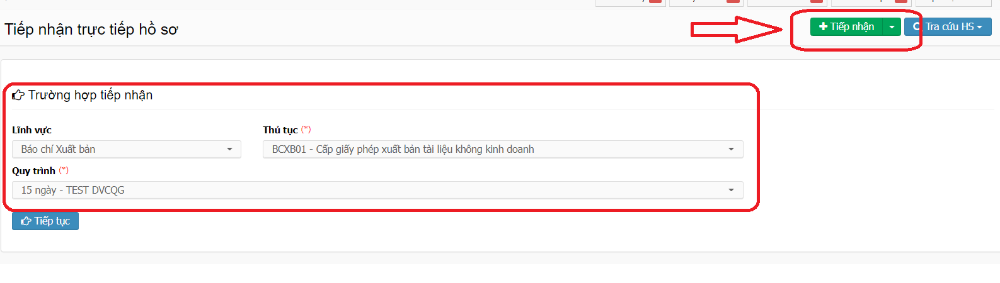 Tiếp nhận trực tiếp hồ sơ
Tiếp nhận
Tra cứu HS
Trường hợp tiếp nhận
Lĩnh vực
Thủ tục (*)
Báo chí Xuất bản
BCXB01 - Cấp giấy phép xuất bản tài liệu không kinh doanh
Quy trình (*)
15 ngày - TEST DVCQG
Tiếp tục